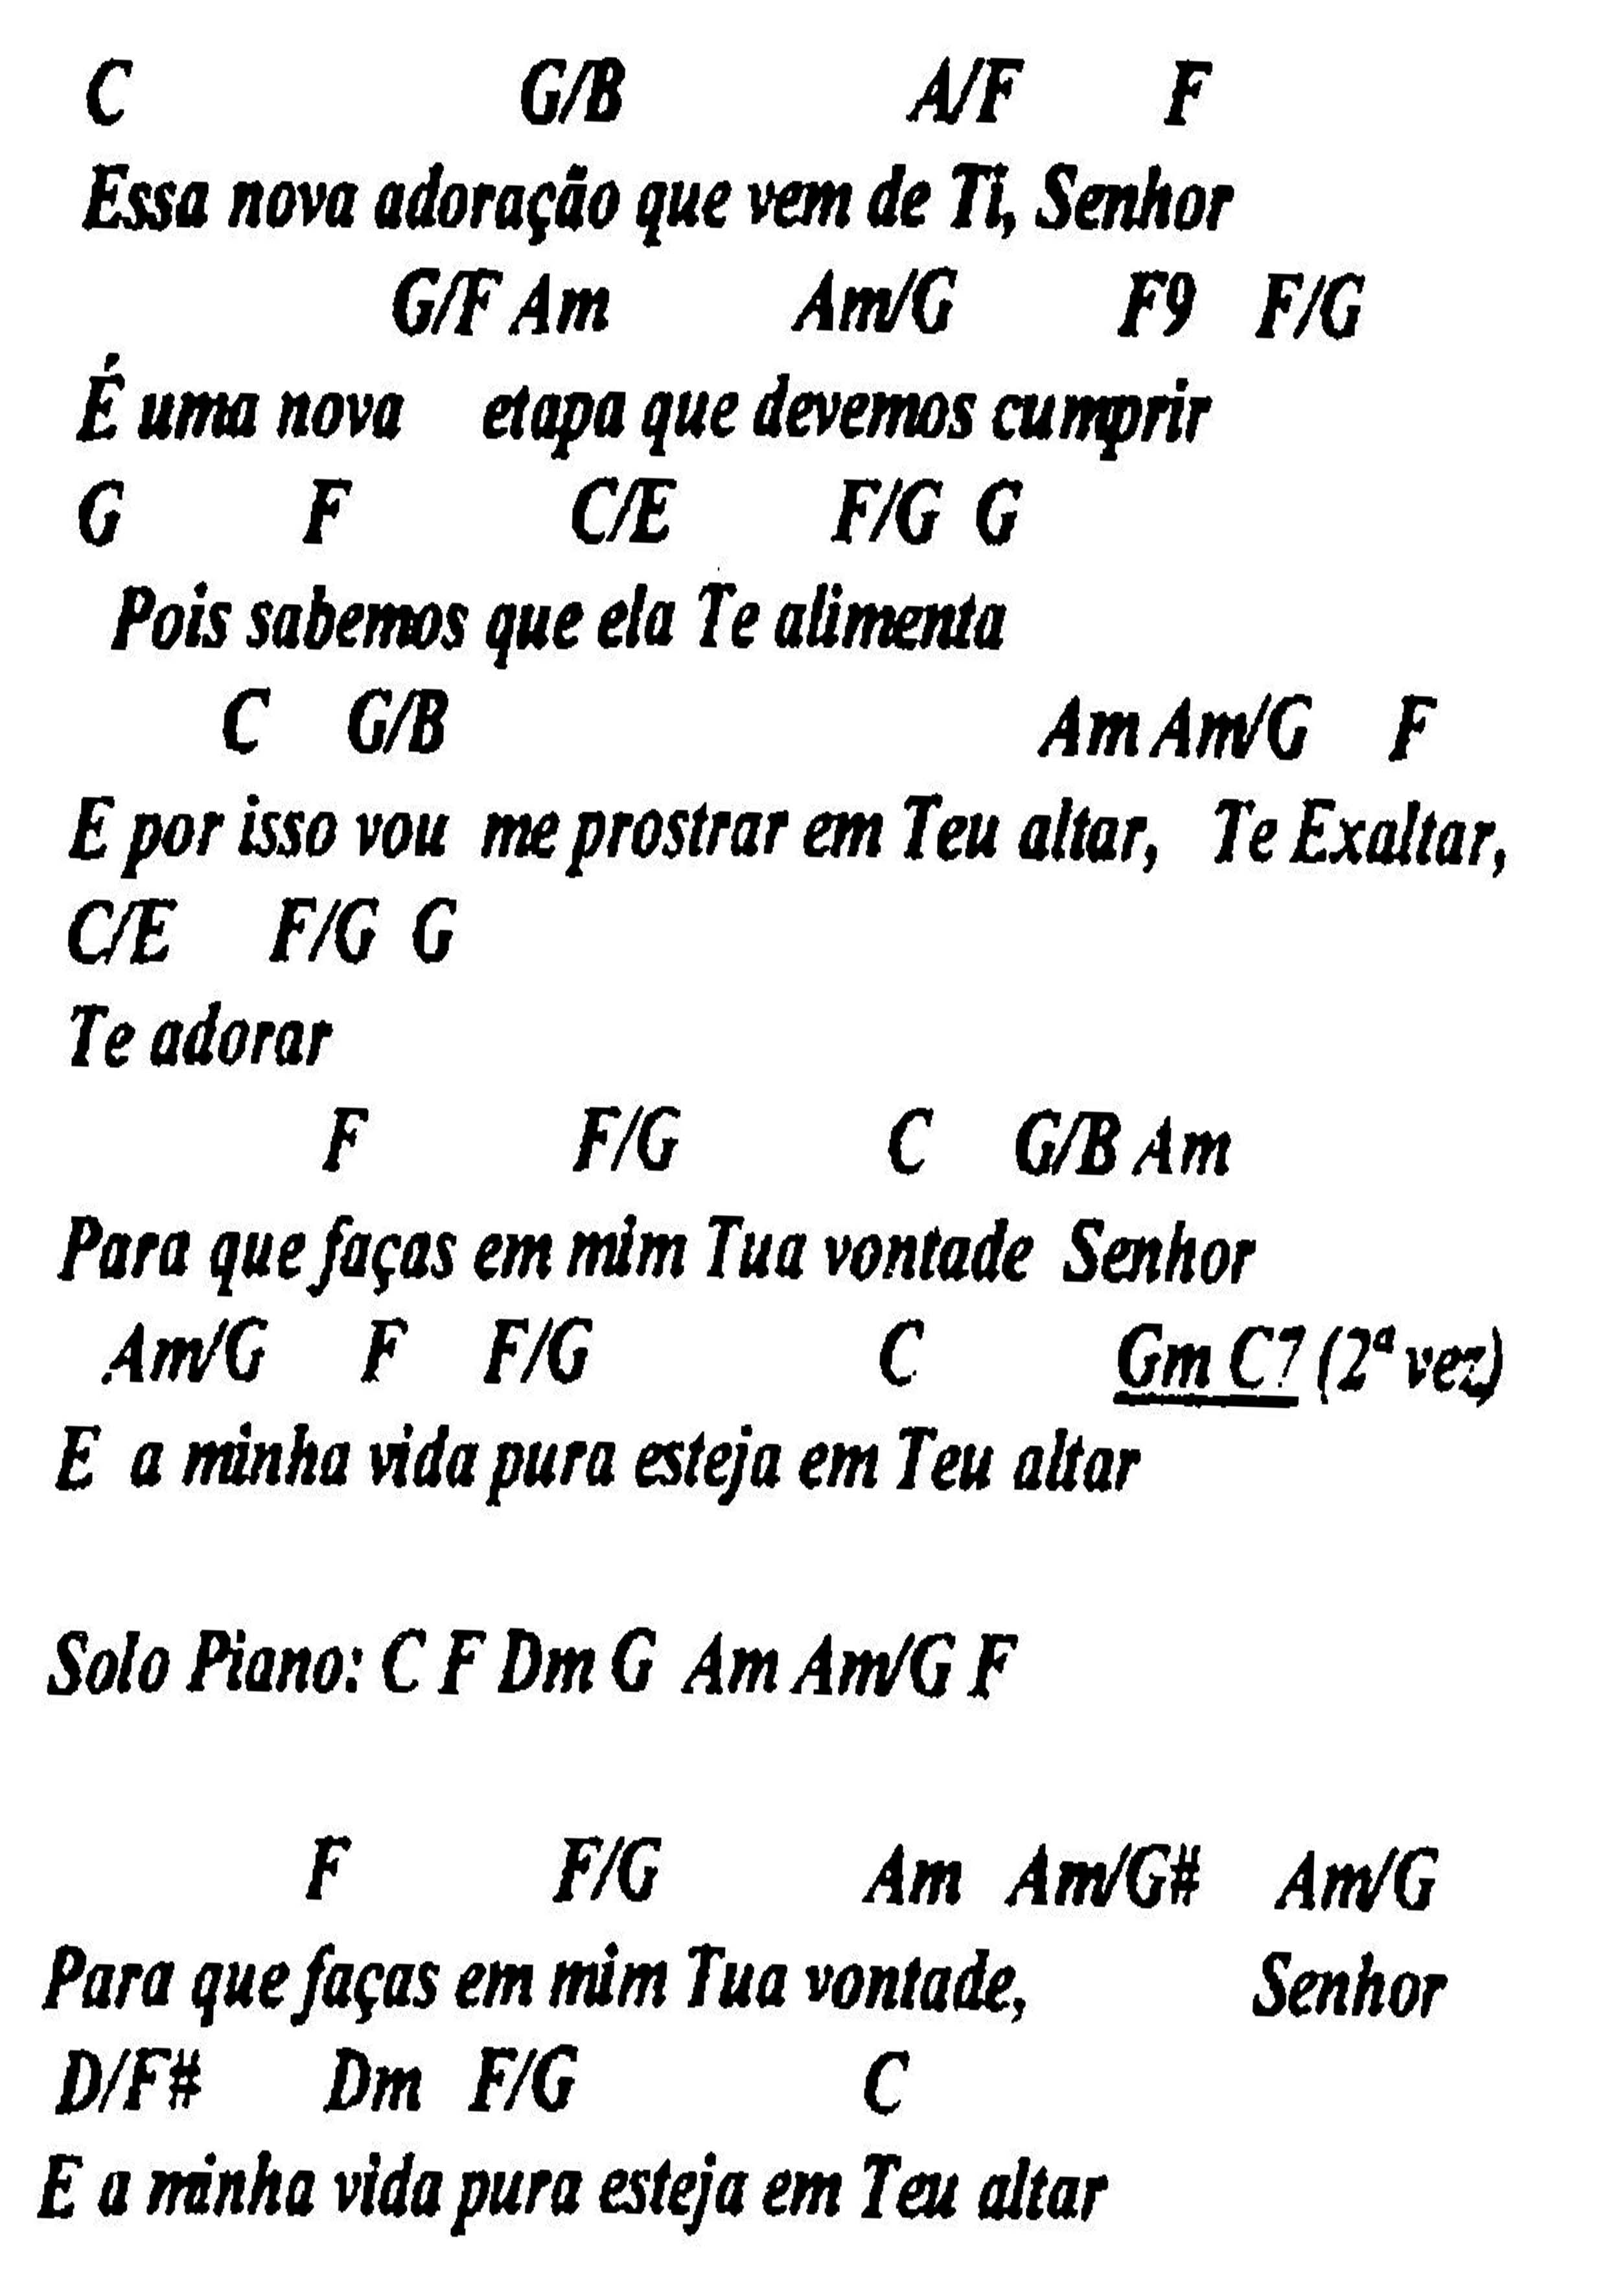 C G/B A/F F
Essa nova adoração que vem de Ti, Senhor
G/F Am Am/G F9 F/G
É uma nova etapa que devemos cumprir
G F C/E F/G G
Pois sabemos que ela Te alimenta
C G/B Am Am/G F
E por isso vou me prostrar em Teu altar, Te Exaltar,
C/E F/G G
Te adorar
F F/G C G/B Am
Para que faças em mim Tua vontade Senhor
Am/G F F/G C Gm C7 (2ª vez)
E a minha vida pura esteja em Teu altar
Solo Piano: C F Dm G Am Am/G F
F F/G Am Am/G# Am/G
Para que faças em mim Tua vontade, Senhor
D/F# Dm F/G C
E a minha vida pura esteja em Teu altar